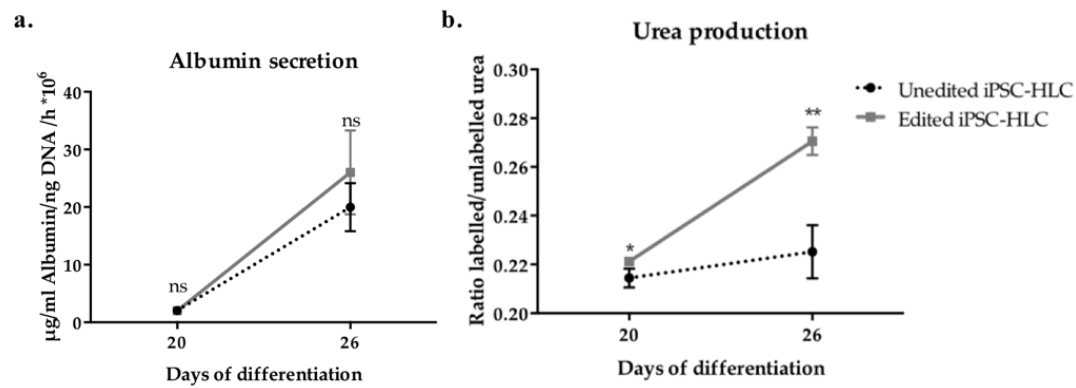 a.
Albumin secretion
µg/ml Albumin/ng DNA /h *10⁶
40
30
20
10
0
ns
ns
20
26
Days of differentiation
b.
Urea production
Ratio labelled/unlabelled urea
0.30
0.28
0.26
0.24
0.22
0.20
*
**
20
26
Days of differentiation
Unedited iPSC-HLC
Edited iPSC-HLC